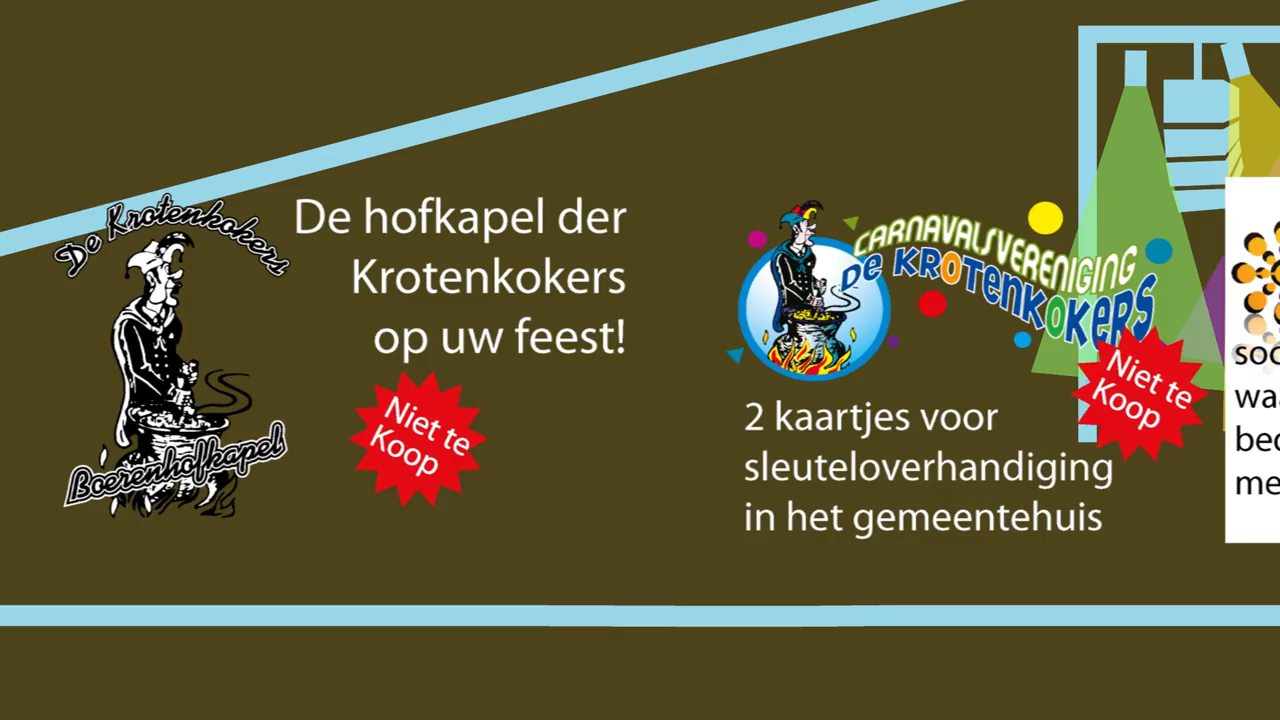 De Krotenkokers
Boerenhofkapel
De hofkapel der
Krotenkokers
op uw feest!
Niet te
Koop
CARNAVALSVERENIGING
DE KROTENKOKERS
Niet te
Koop
2 kaartjes voor
sleuteloverhandiging
in het gemeentehuis